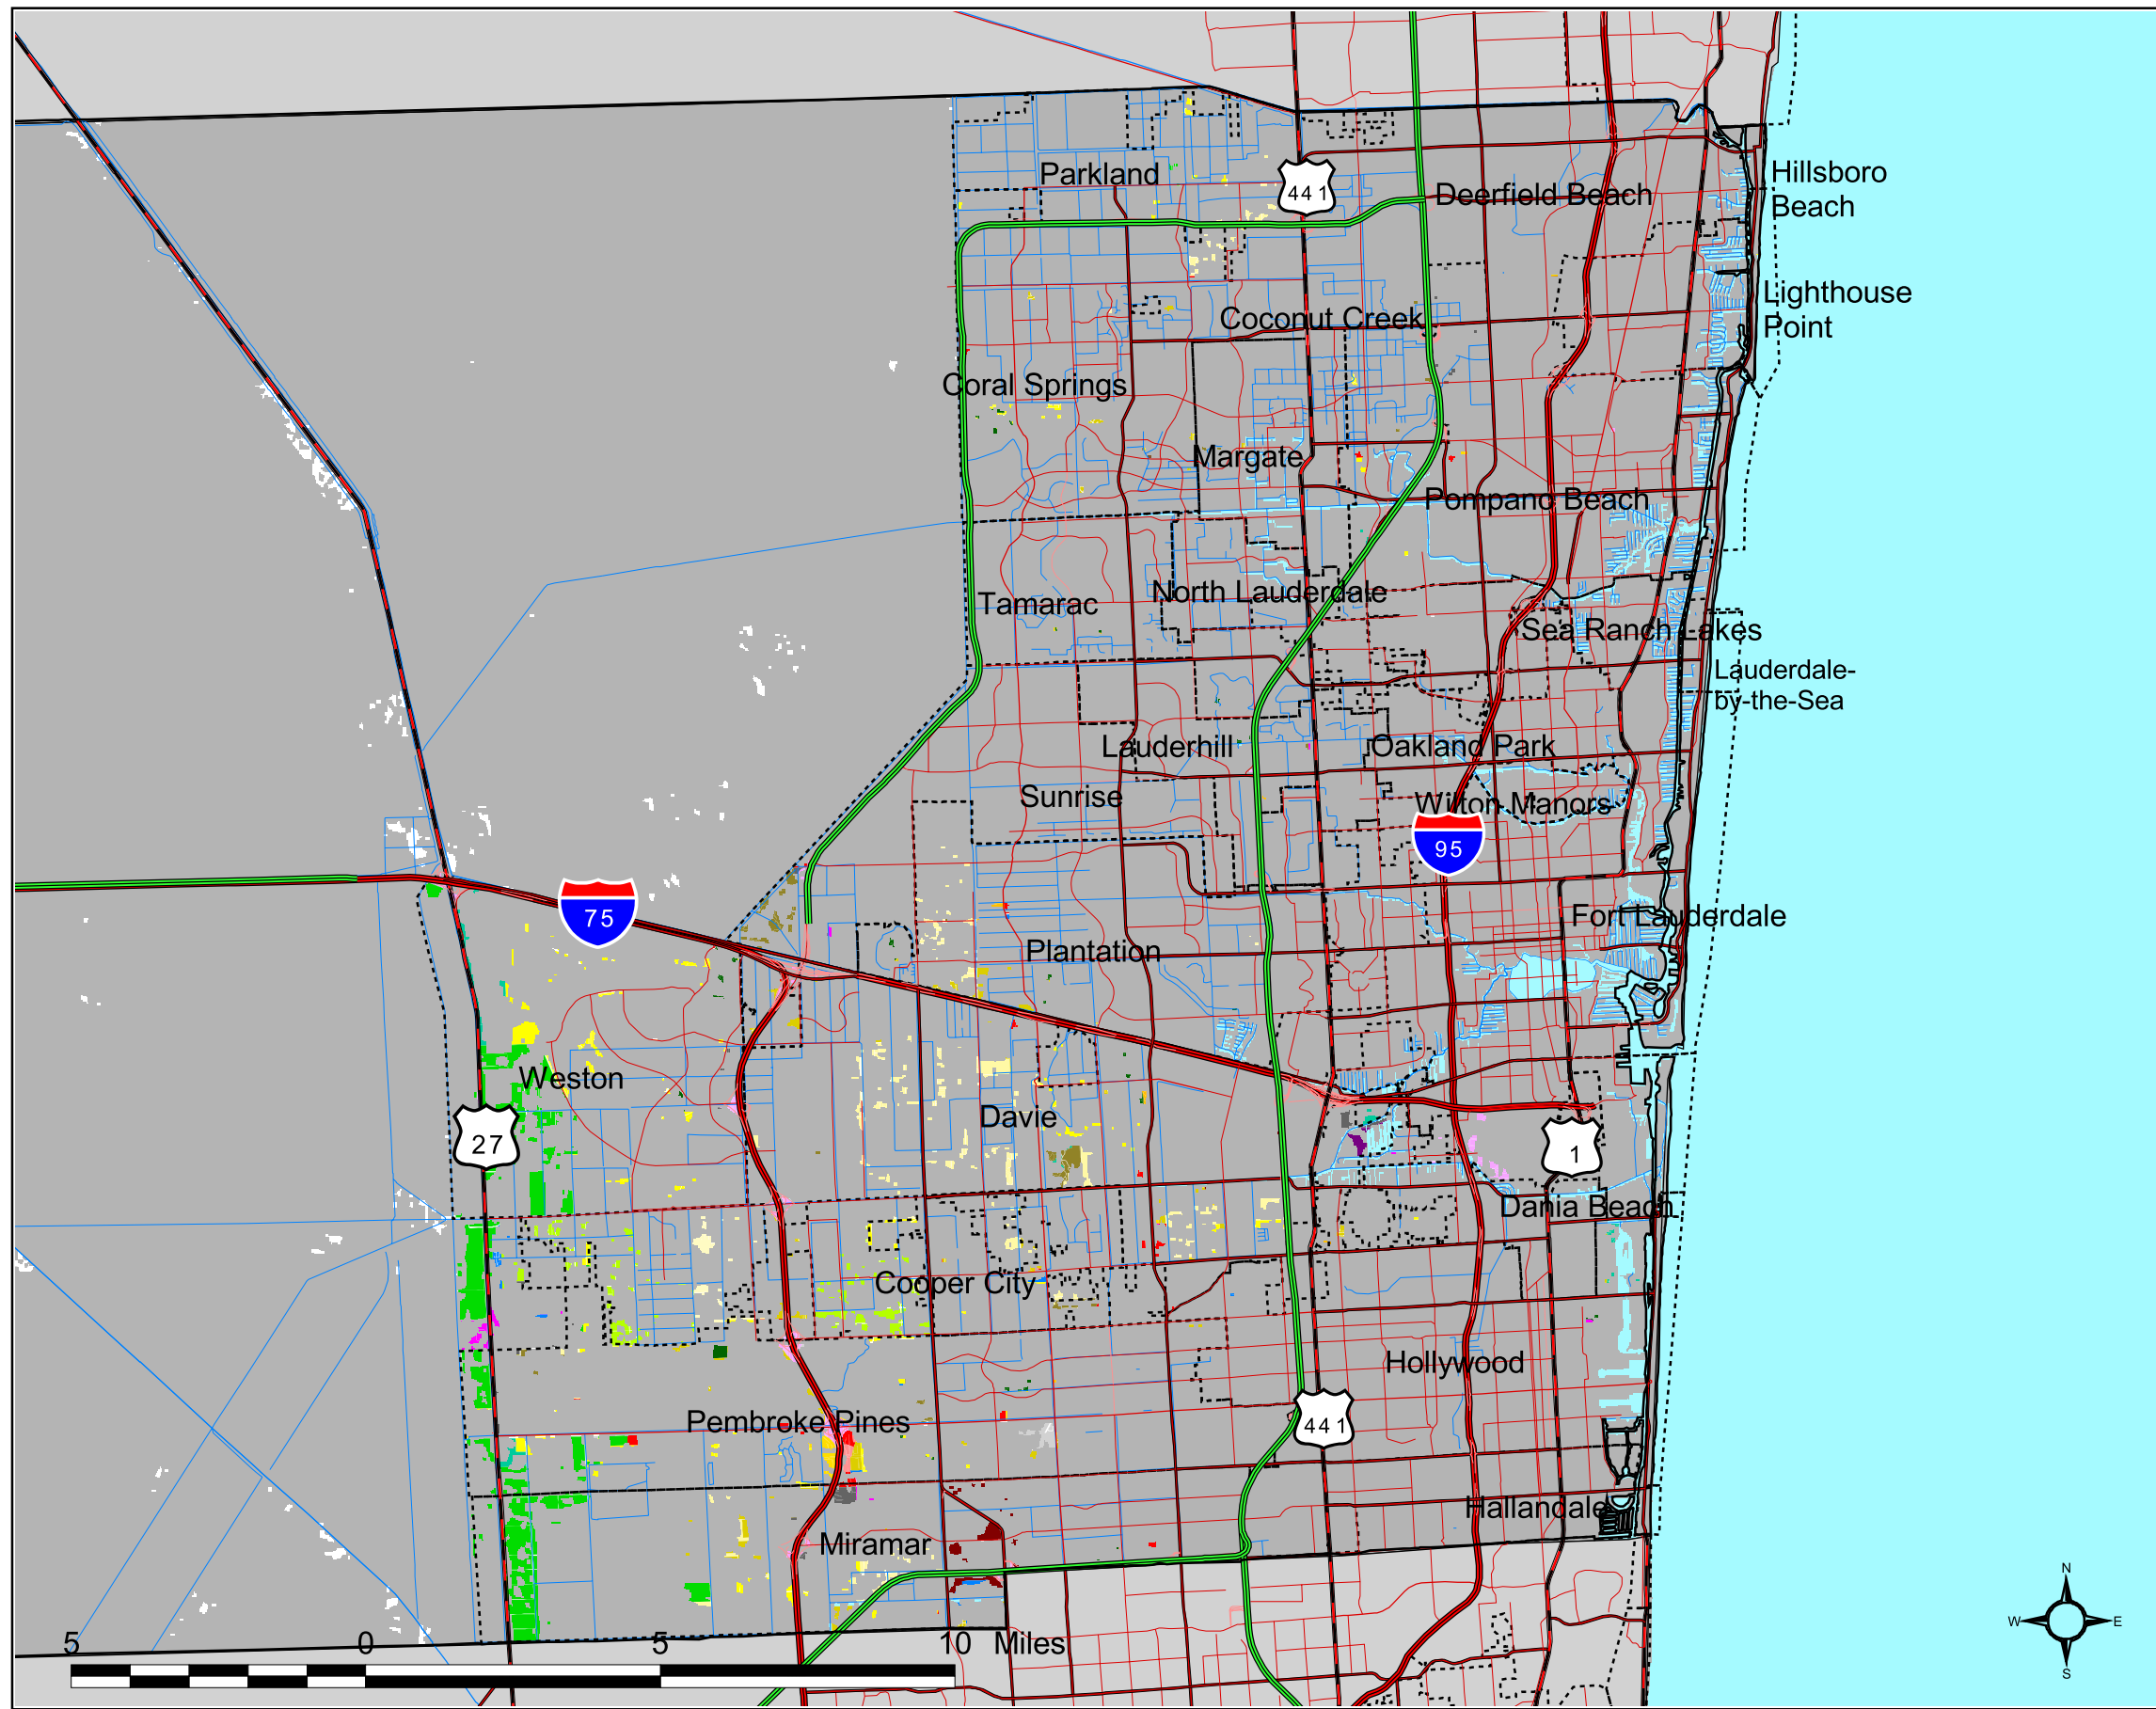 Parkland
441
Deerfield Beach
Hillsboro
Beach
Lighthouse
Point
Coconut Creek
Coral Springs
Margate
Pompano Beach
North Lauderdale
Tamarac
Sea Ranch Lakes
Lauderdale-
by-the-Sea
Lauderhill
Oakland Park
Sunrise
Wilton Manors
95
75
Fort Lauderdale
Plantation
Weston
Davie
27
1
Dania Beach
Cooper City
Hollywood
Pembroke Pines
441
Hallandale
Miramar
N
W E
S
5 0 5 10 Miles